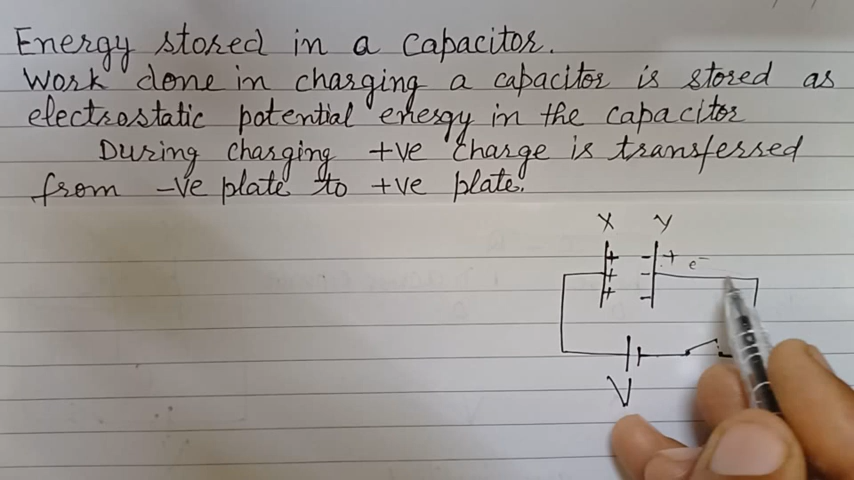 Energy stored in a capacitor.
Work done in charging a capacitor is stored as
electrostatic potential energy in the capacitor
During charging +ve charge is transferred
from -ve plate to +ve plate.
X Y
+ - + e⁻
+ -
+ -
V